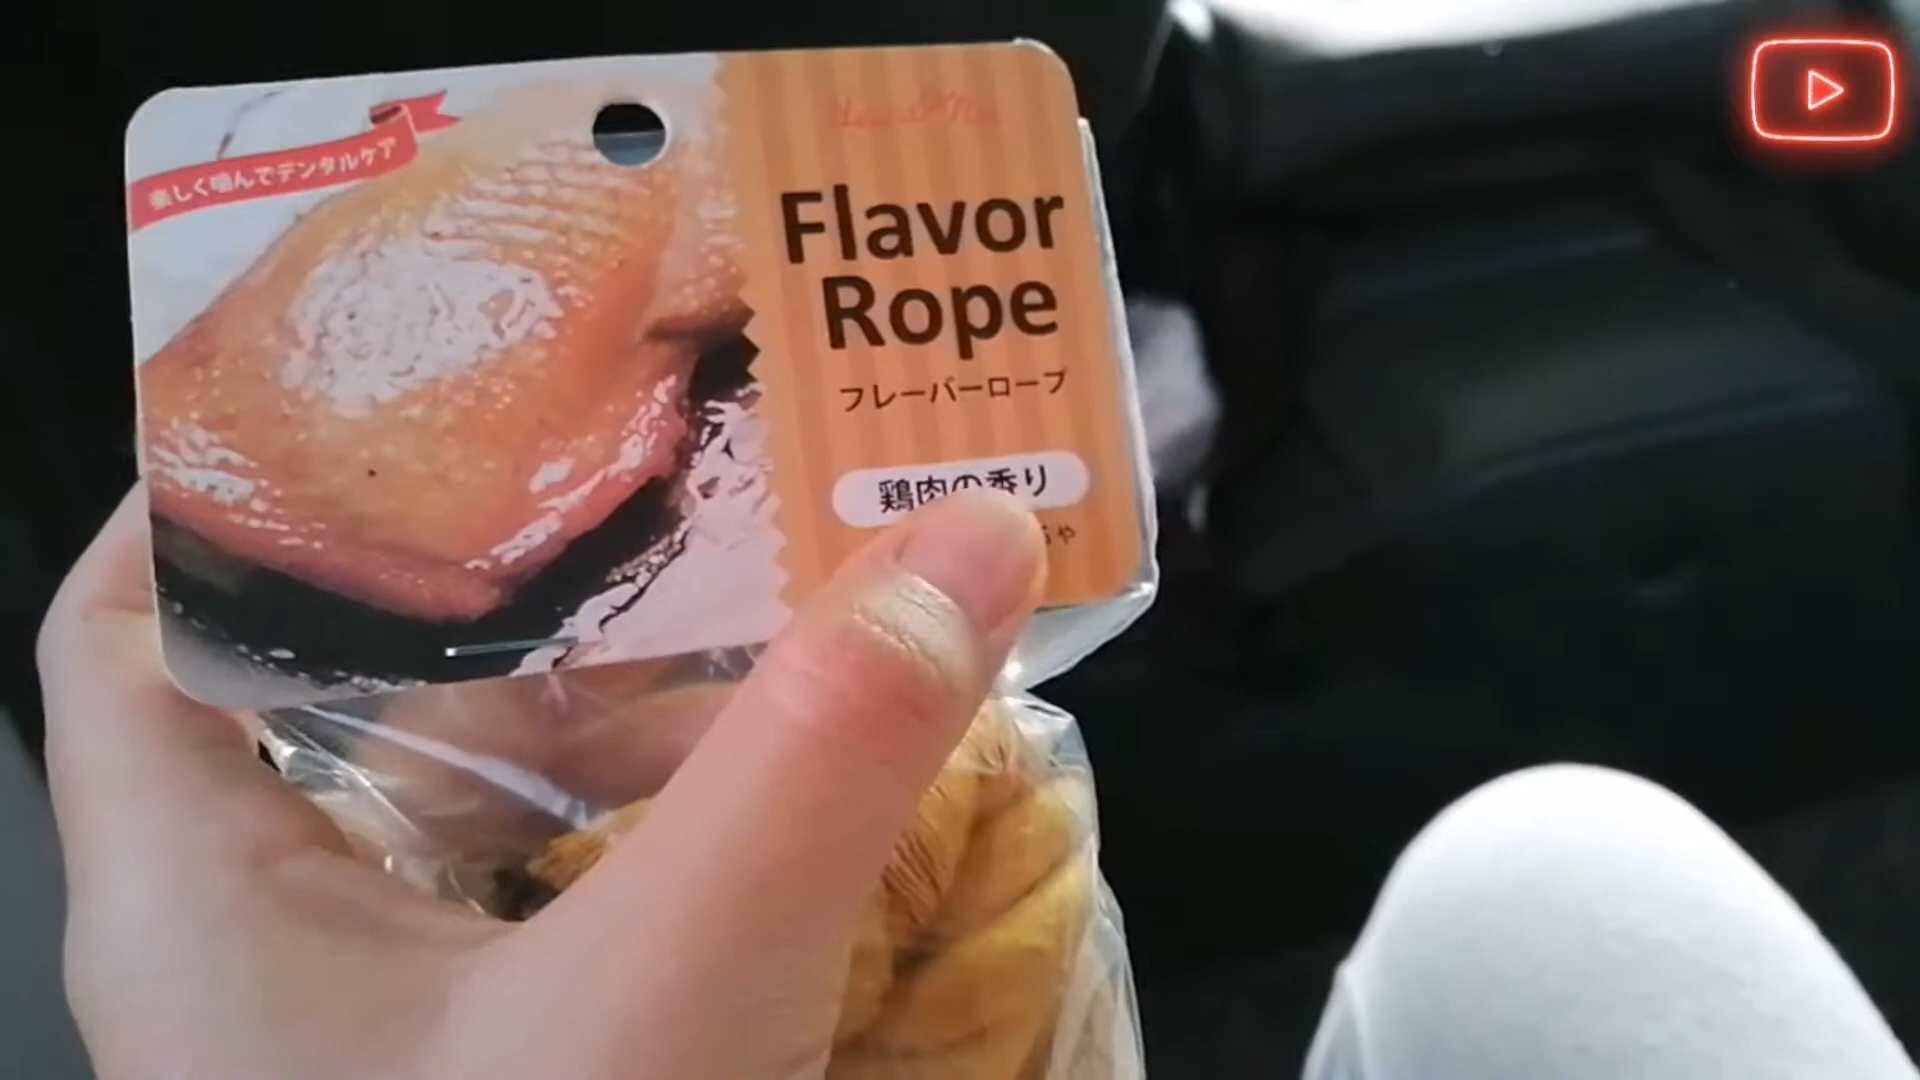 楽しく噛んでデンタルケア
Flavor
Rope
フレーバーロープ
鶏肉の香り